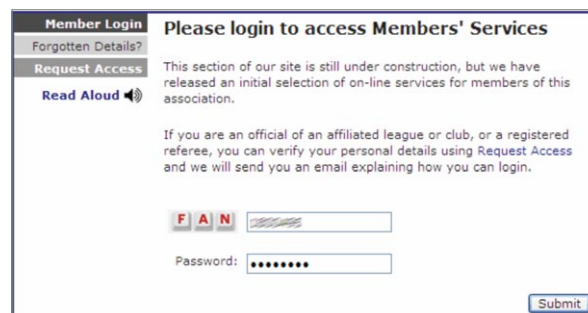 Member Login
Forgotten Details?
Request Access
Read Aloud
Please login to access Members' Services
This section of our site is still under construction, but we have
released an initial selection of on-line services for members of this
association.
If you are an official of an affiliated league or club, or a registered
referee, you can verify your personal details using Request Access
and we will send you an email explaining how you can login.
F A N
Password: ••••••••
Submit